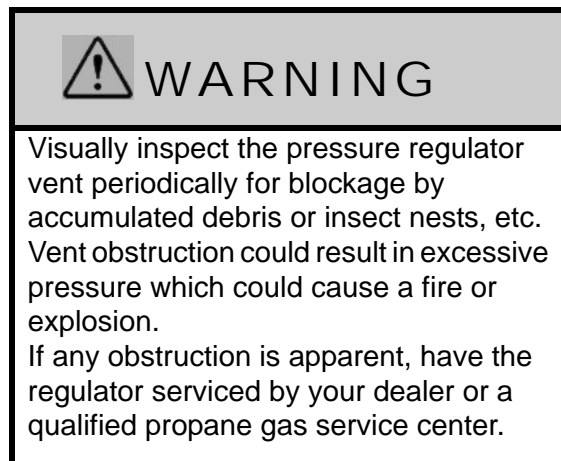 WARNING
Visually inspect the pressure regulator
vent periodically for blockage by
accumulated debris or insect nests, etc.
Vent obstruction could result in excessive
pressure which could cause a fire or
explosion.
If any obstruction is apparent, have the
regulator serviced by your dealer or a
qualified propane gas service center.